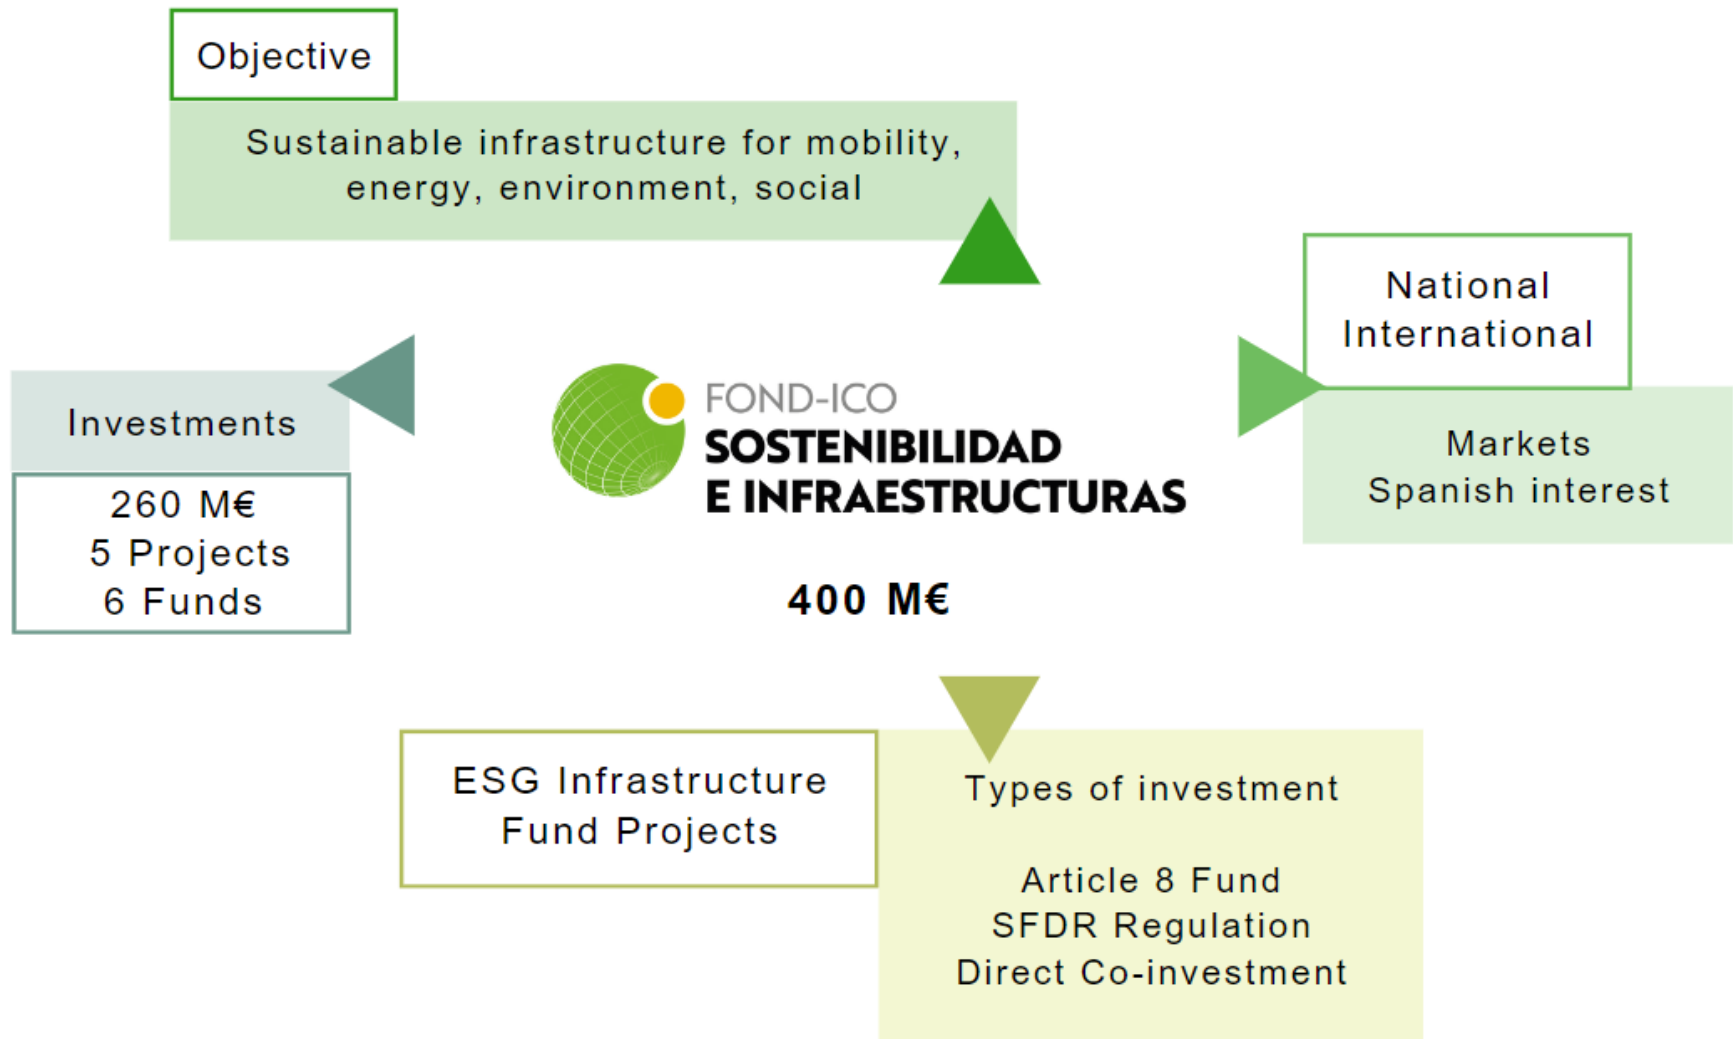 Objective
Sustainable infrastructure for mobility,
energy, environment, social
National
International
Markets
Spanish interest
Investments
260 M€
5 Projects
6 Funds
FOND-ICO
SOSTENIBILIDAD
E INFRAESTRUCTURAS
400 M€
ESG Infrastructure
Fund Projects
Types of investment
Article 8 Fund
SFDR Regulation
Direct Co-investment